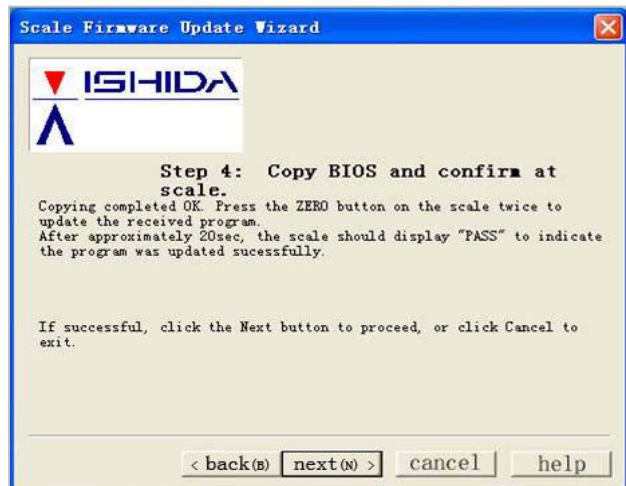 Scale Firmware Update Wizard
ISHIDA
Step 4: Copy BIOS and confirm at
scale.
Copying completed OK. Press the ZERO button on the scale twice to
update the received program.
After approximately 20sec, the scale should display "PASS" to indicate
the program was updated sucessfully.
If successful, click the Next button to proceed, or click Cancel to
exit.
< back(B) next(N) > cancel help